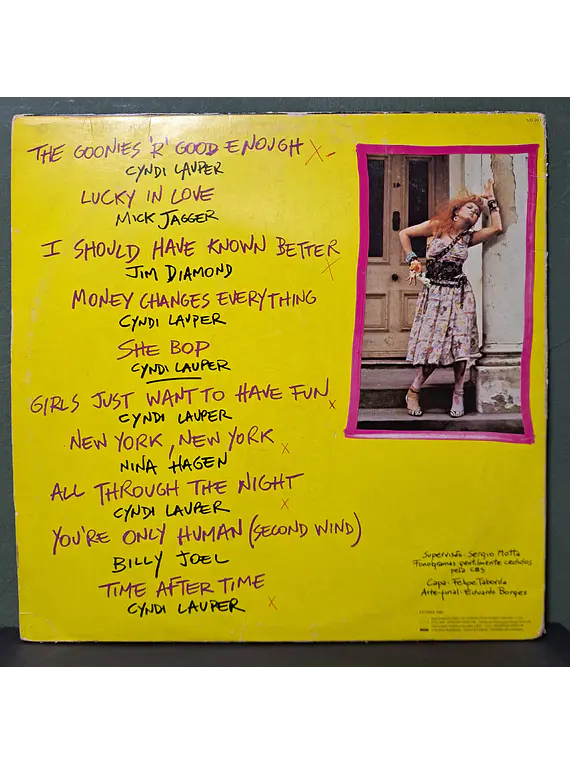 THE GOONIES 'R' GOOD ENOUGH X-
CYNDI LAUPER
LUCKY IN LOVE
MICK JAGGER
I SHOULD HAVE KNOWN BETTER
JIM DIAMOND X
MONEY CHANGES EVERYTHING
CYNDI LAUPER
SHE BOP
CYNDI LAUPER
GIRLS JUST WANT TO HAVE FUN X
CYNDI LAUPER
NEW YORK, NEW YORK X
NINA HAGEN
ALL THROUGH THE NIGHT
CYNDI LAUPER X
YOU'RE ONLY HUMAN (SECOND WIND)
BILLY JOEL
TIME AFTER TIME
CYNDI LAUPER X
Supervisão: Sergio Motta
Fonogramas gentilmente cedidos
pela CBS
Capa: Felipe Taborda
Arte-final: Eduardo Borges